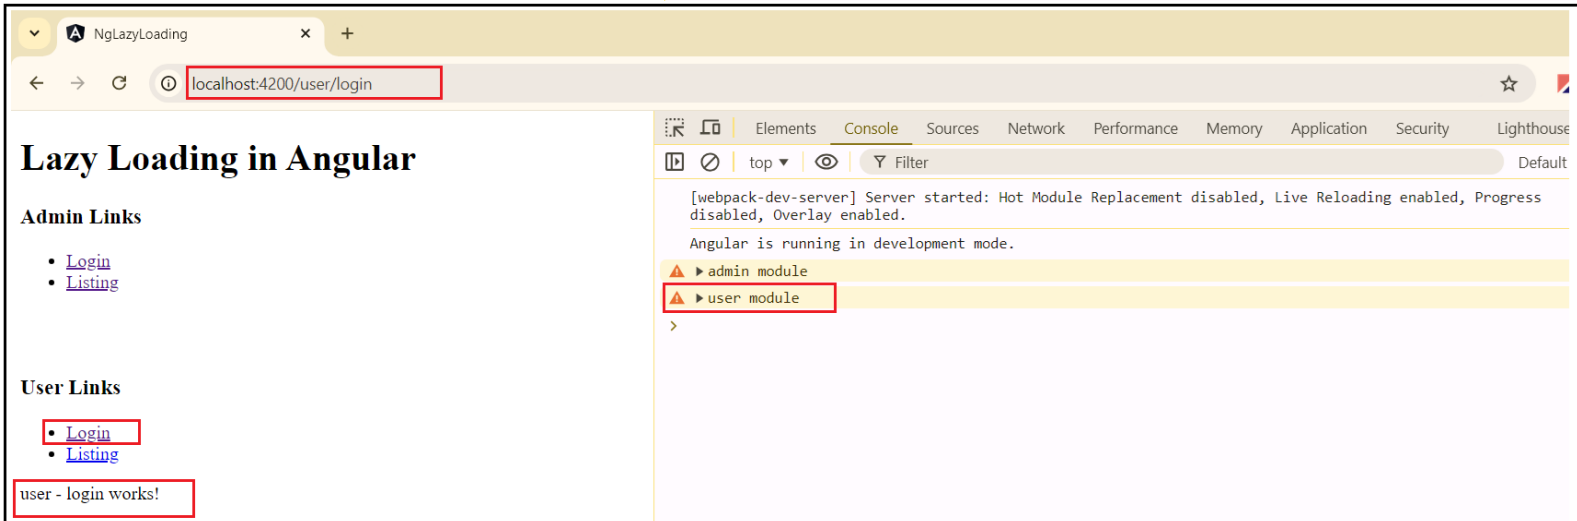 NgLazyLoading
localhost:4200/user/login
Lazy Loading in Angular
Admin Links
Login
Listing
User Links
Login
Listing
user - login works!
Elements Console Sources Network Performance Memory Application Security Lighthouse
top Filter Default
[webpack-dev-server] Server started: Hot Module Replacement disabled, Live Reloading enabled, Progress
disabled, Overlay enabled.
Angular is running in development mode.
admin module
user module